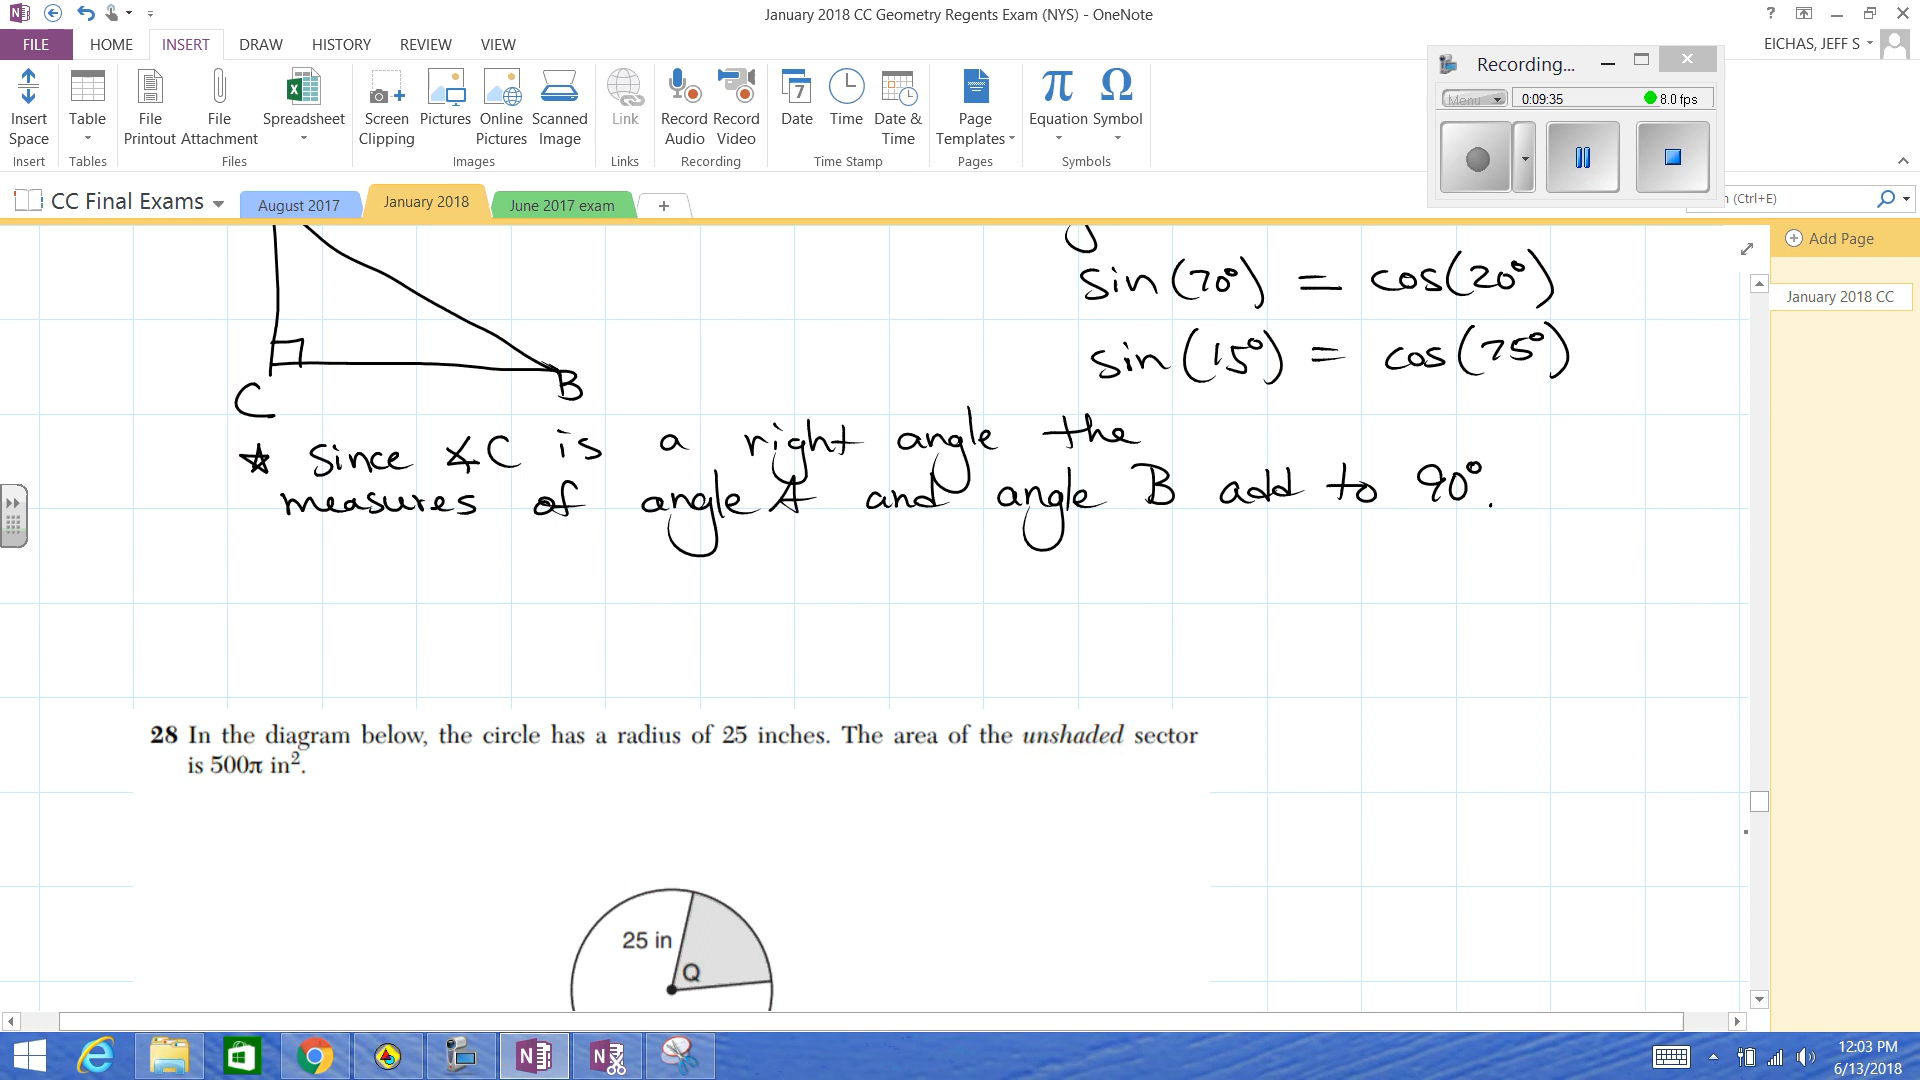 January 2018 CC Geometry Regents Exam (NYS) - OneNote
?
FILE HOME INSERT DRAW HISTORY REVIEW VIEW
EICHAS, JEFF S
Recording...
Menu 0:09:35 8.0 fps
Insert Space
Table
File Printout
File Attachment
Spreadsheet
Screen Clipping
Pictures
Online Pictures
Scanned Image
Link
Record Audio
Record Video
Date
Time
Date & Time
Page Templates
π Equation
Ω Symbol
Insert Tables Files Images Links Recording Time Stamp Pages Symbols
CC Final Exams August 2017 January 2018 June 2017 exam +
(Ctrl+E)
Add Page
January 2018 CC
sin(70°) = cos(20°)
sin(15°) = cos(75°)
C B
☆ since ∡C is a right angle the
measures of angle A and angle B add to 90°.
28 In the diagram below, the circle has a radius of 25 inches. The area of the unshaded sector
is 500π in².
25 in
Q
12:03 PM
6/13/2018